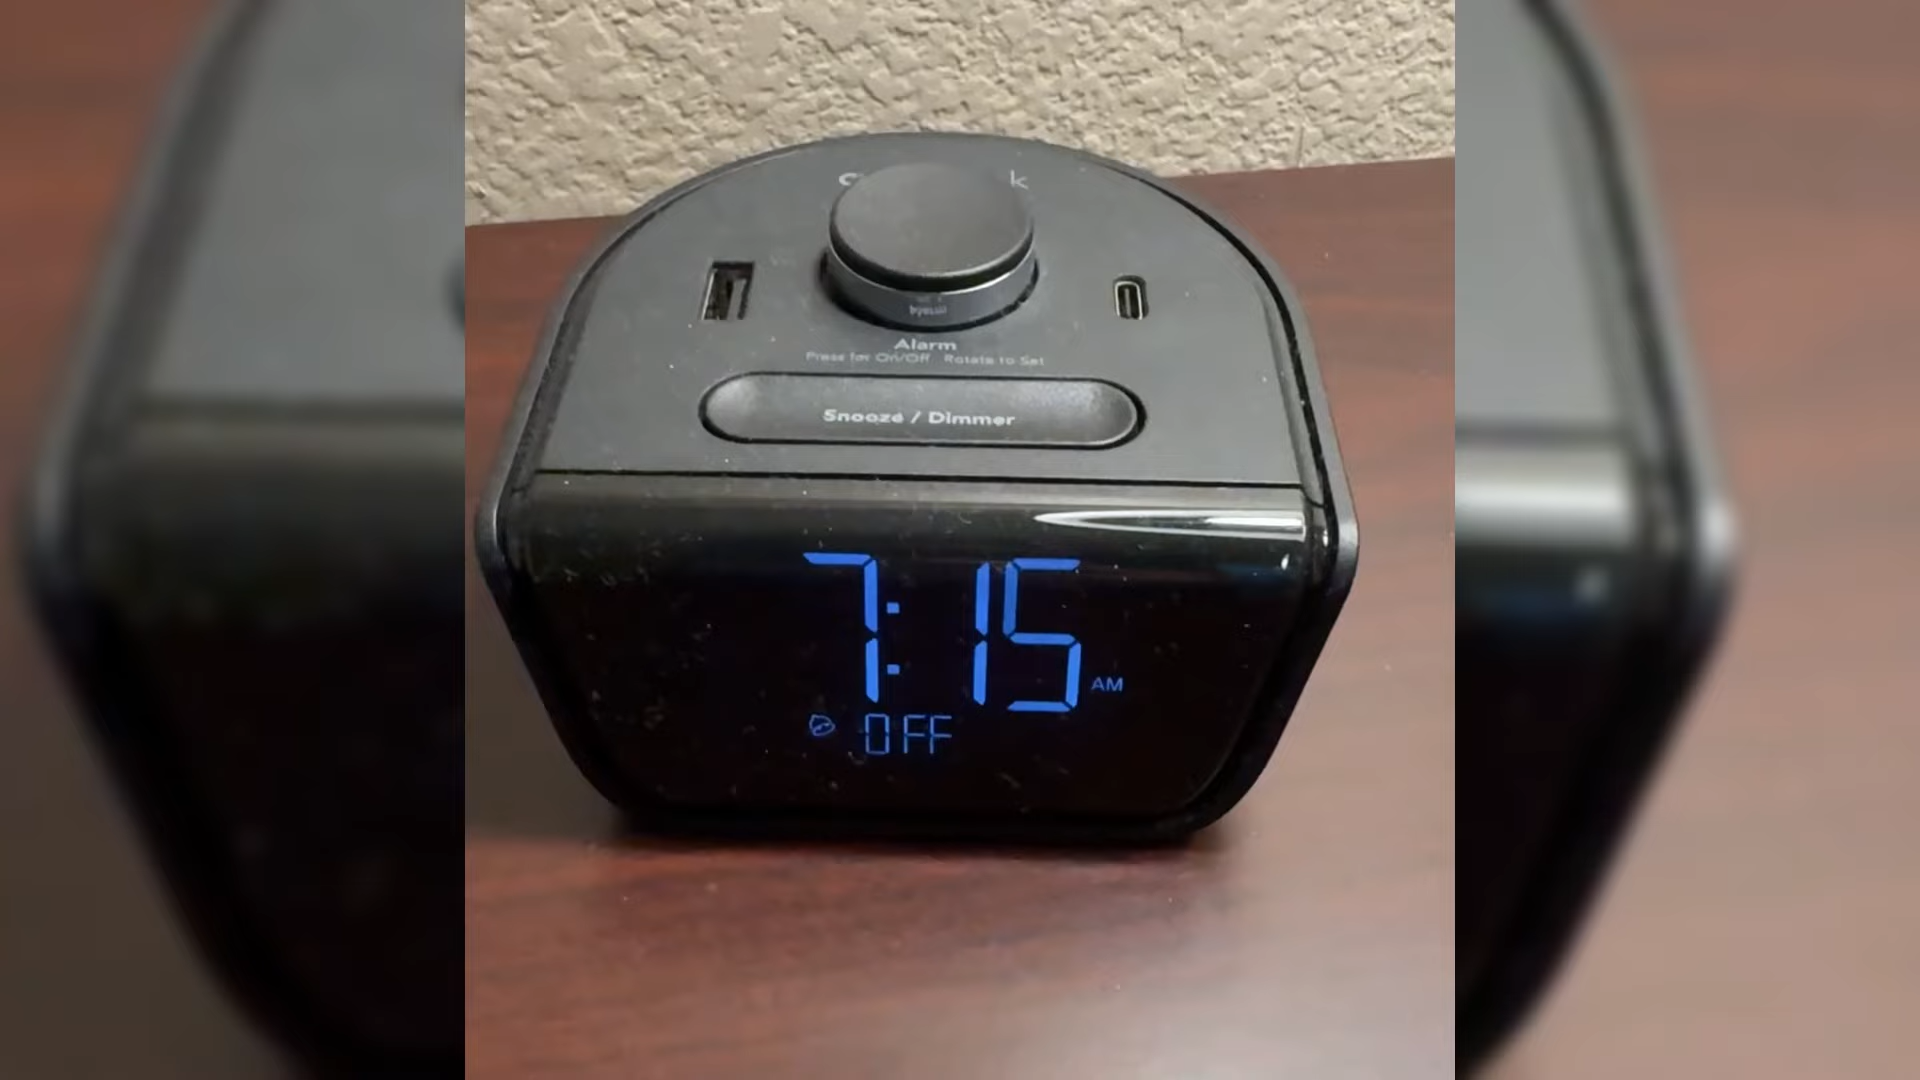 Alarm
Press for On/Off Rotate to Set
Snooze / Dimmer
7:15 AM
OFF